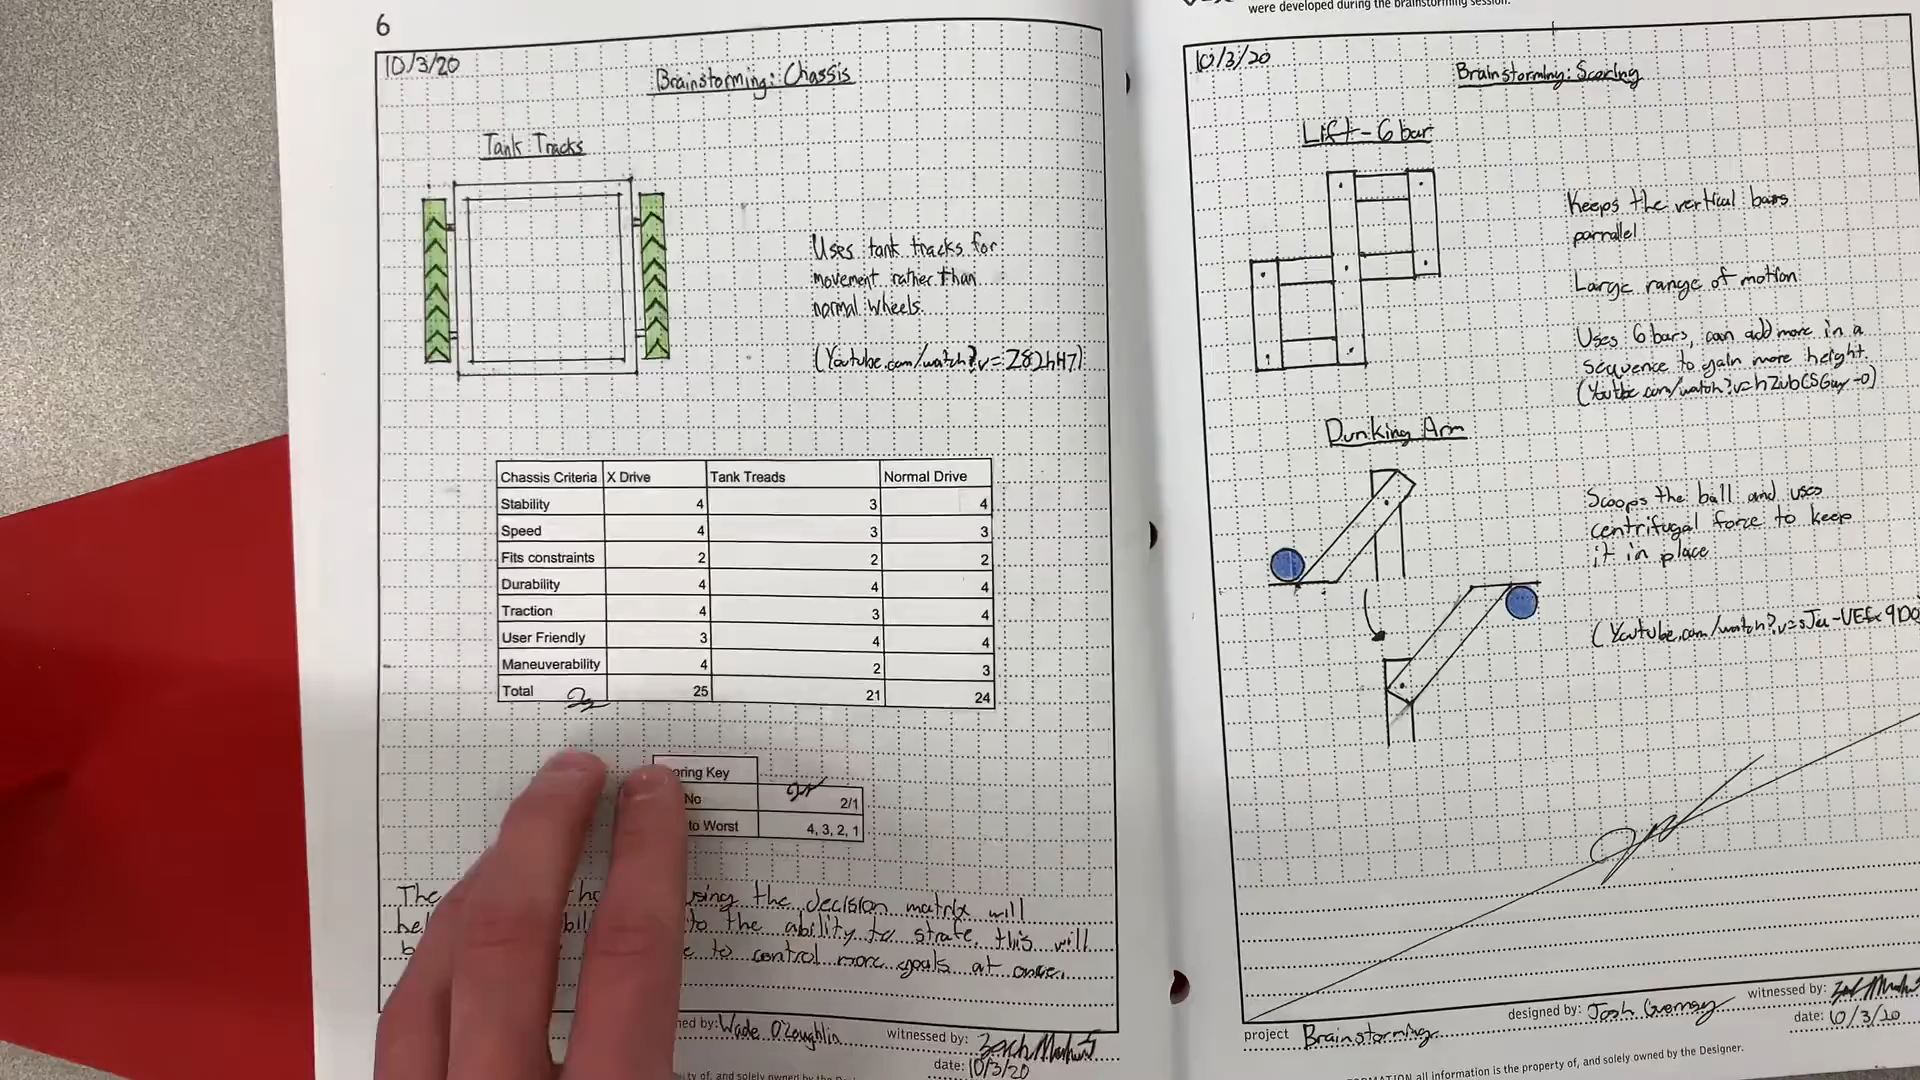 6
10/3/20
Brainstorming: Chassis
Tank Tracks
Uses tank tracks for
movement rather than
normal wheels.
(Youtube.com/watch?v=Z82hH7)
Chassis Criteria X Drive Tank Treads Normal Drive
Stability 4 3 4
Speed 4 3 3
Fits constraints 2 2 2
Durability 4 4 4
Traction 4 3 4
User Friendly 3 4 4
Maneuverability 4 2 3
Total 25 21 24
oring Key
No 2/1
to Worst 4, 3, 2, 1
The using the decision matrix will
to the ability to strafe, this will
to control more goals at once.
ned by: Wade O'Loughlin witnessed by:
date: 10/3/20
were developed during the brainstorming session.
10/3/20
Brainstorming: Scoring
Lift - 6 bar
Keeps the vertical bars
parralel
Large range of motion
Uses 6 bars, can add more in a
sequence to gain more height.
Dunking Arm
Scoops the ball and uses
centrifugal force to keep
it in place
project Brainstorming designed by: Josh witnessed by:
date: 10/3/20
all information is the property of, and solely owned by the Designer.